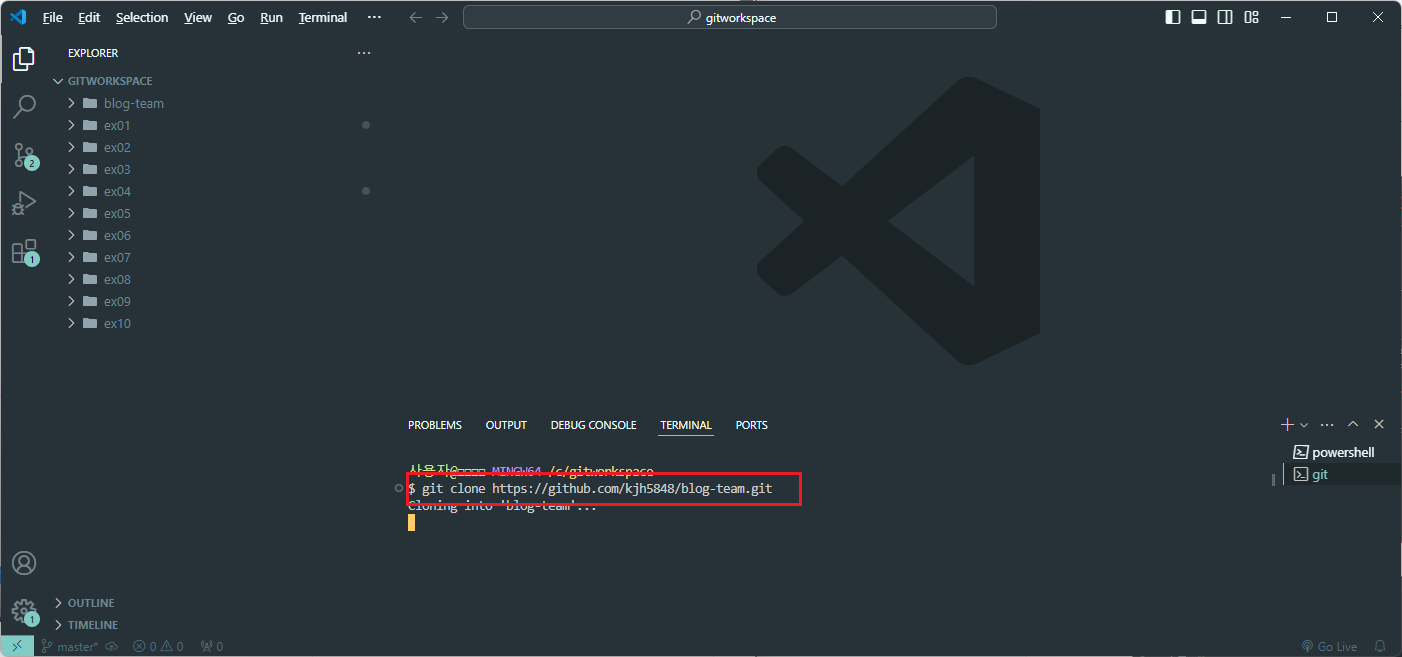 File Edit Selection View Go Run Terminal ··· gitworkspace
EXPLORER ···
GITWORKSPACE
blog-team
ex01
ex02
2
ex03
ex04
ex05
ex06
ex07
1
ex08
ex09
ex10
PROBLEMS OUTPUT DEBUG CONSOLE TERMINAL PORTS ···
powershell
사용자@□□□□ MINGW64 /c/gitworkspace
git
$ git clone https://github.com/kjh5848/blog-team.git
Cloning into 'blog-team'...
OUTLINE
1
TIMELINE
master* 0 0 0 Go Live